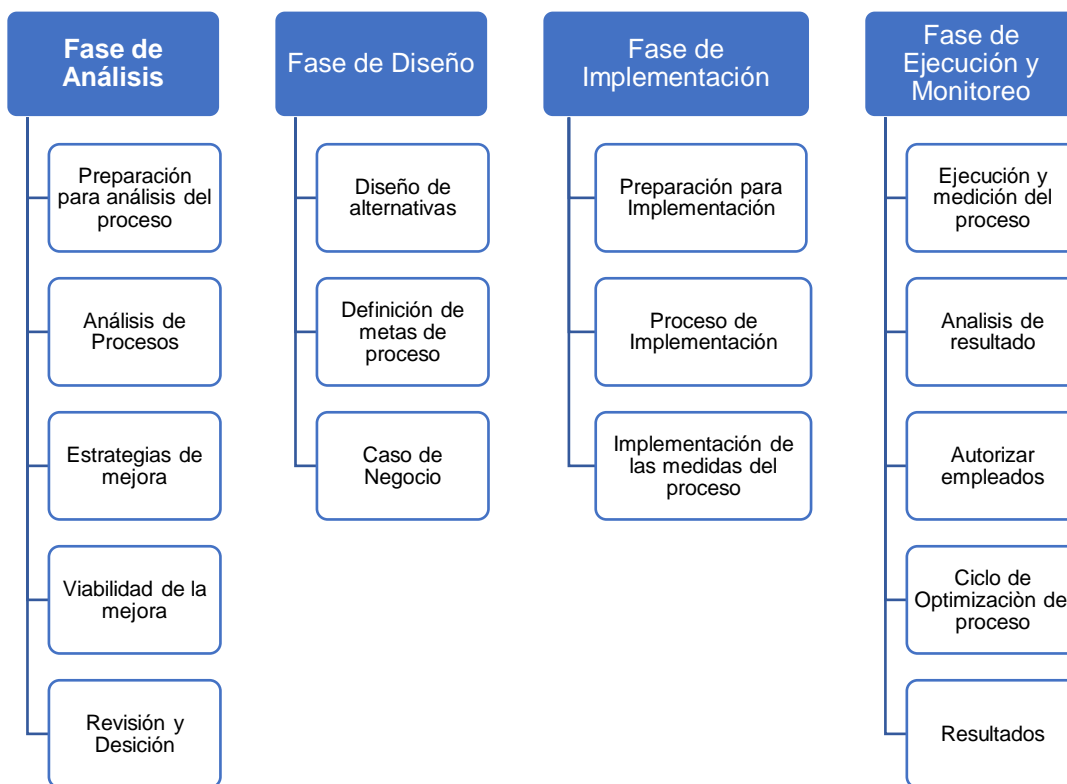 Fase de
Análisis
Preparación
para análisis del
proceso
Análisis de
Procesos
Estrategias de
mejora
Viabilidad de la
mejora
Revisión y
Desición
Fase de Diseño
Diseño de
alternativas
Definición de
metas de
proceso
Caso de
Negocio
Fase de
Implementación
Preparación para
Implementación
Proceso de
Implementación
Implementación de
las medidas del
proceso
Fase de
Ejecución y
Monitoreo
Ejecución y
medición del
proceso
Analisis de
resultado
Autorizar
empleados
Ciclo de
Optimizaciòn de
proceso
Resultados